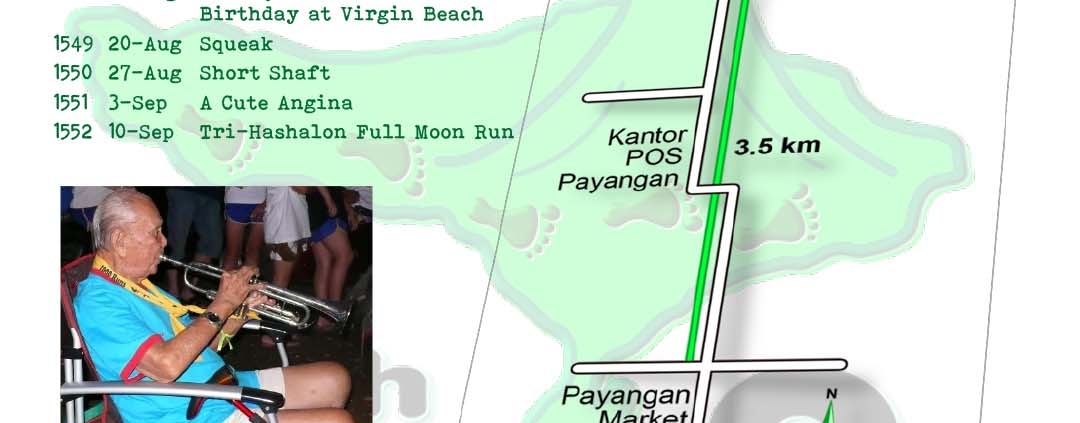 Birthday at Virgin Beach
1549 20-Aug Squeak
1550 27-Aug Short Shaft
1551 3-Sep A Cute Angina
1552 10-Sep Tri-Hashalon Full Moon Run
Kantor
POS
Payangan
3.5 km
Payangan
Market
N
h